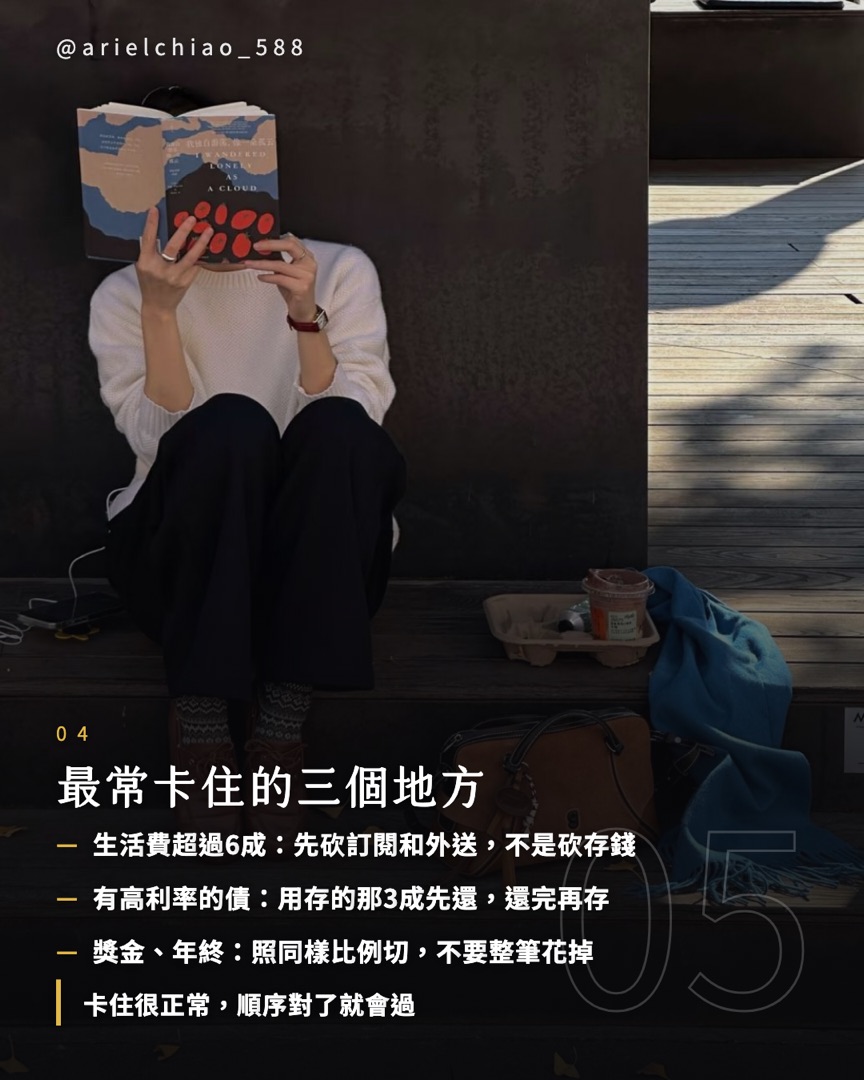 @arielchiao_588
I WANDERED
LONELY
AS
A CLOUD
04
最常卡住的三個地方
— 生活費超過6成：先砍訂閱和外送，不是砍存錢
— 有高利率的債：用存的那3成先還，還完再存
— 獎金、年終：照同樣比例切，不要整筆花掉
卡住很正常，順序對了就會過
05